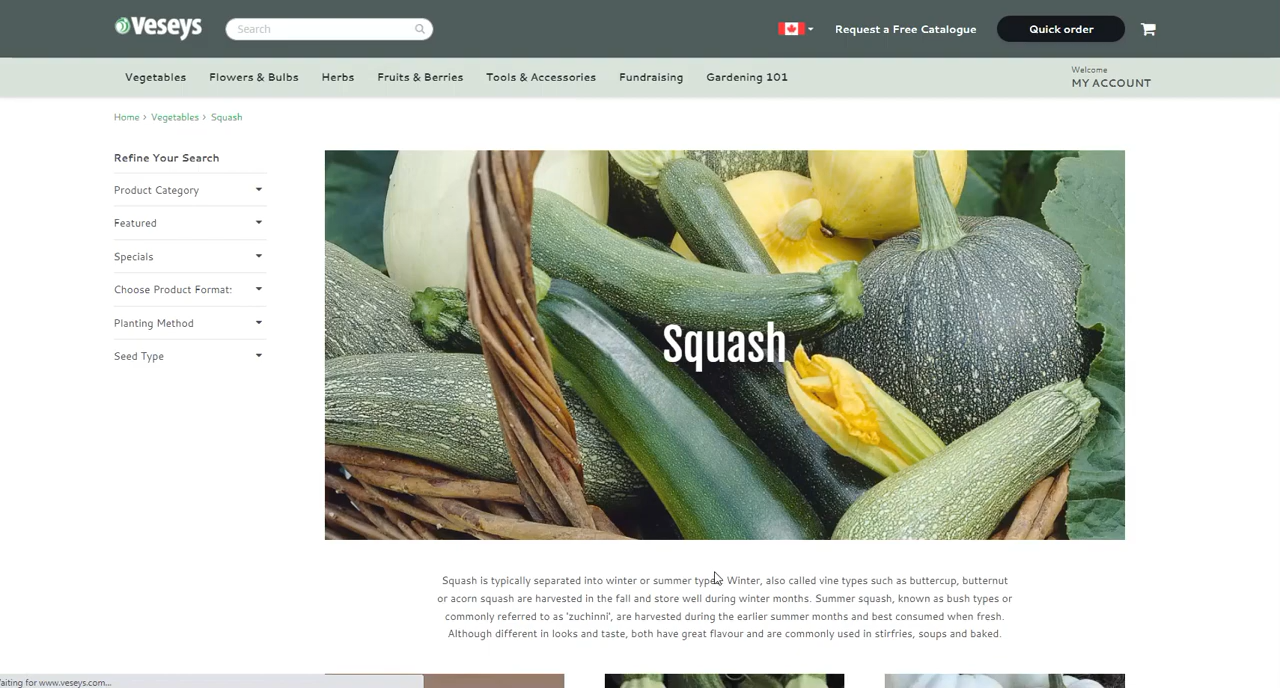 Veseys
Search
Request a Free Catalogue
Quick order
Vegetables
Flowers & Bulbs
Herbs
Fruits & Berries
Tools & Accessories
Fundraising
Gardening 101
Welcome
MY ACCOUNT
Home › Vegetables › Squash
Refine Your Search
Product Category
Featured
Specials
Choose Product Format:
Planting Method
Seed Type
Squash
Squash is typically separated into winter or summer types. Winter, also called vine types such as buttercup, butternut
or acorn squash are harvested in the fall and store well during winter months. Summer squash, known as bush types or
commonly referred to as 'zuchinni', are harvested during the earlier summer months and best consumed when fresh.
Although different in looks and taste, both have great flavour and are commonly used in stirfries, soups and baked.
aiting for www.veseys.com...